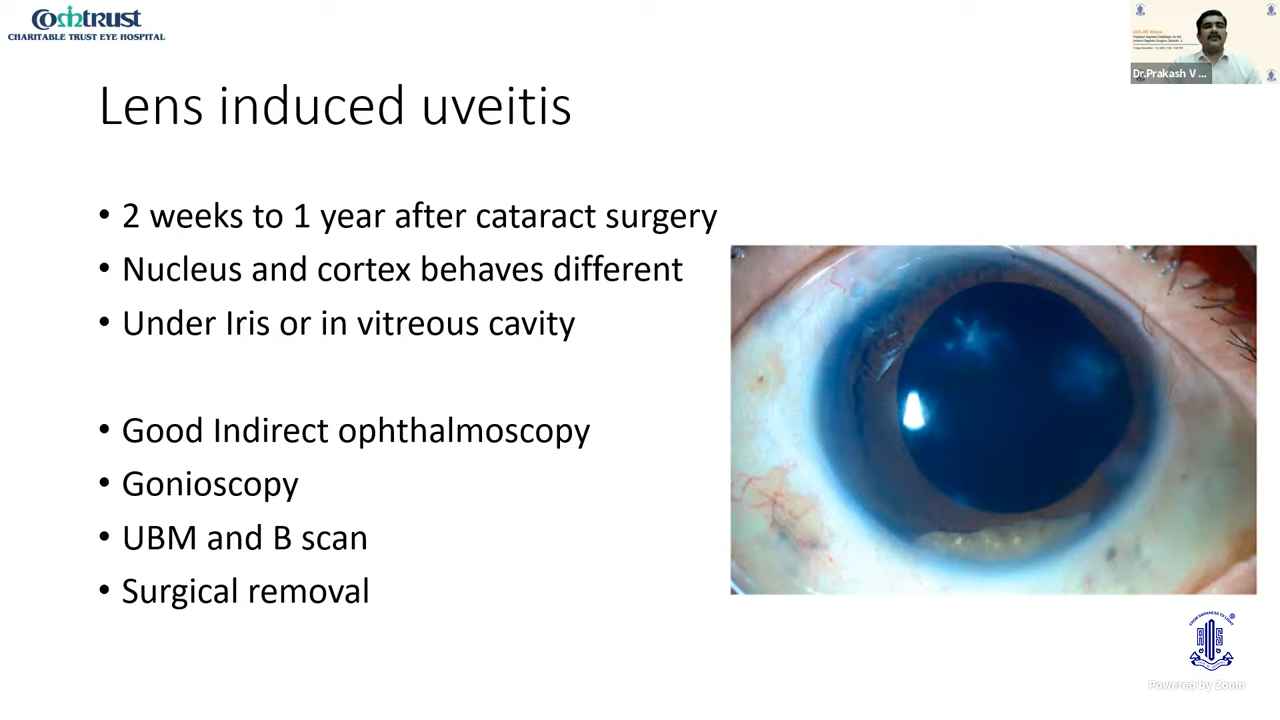 CHARITABLE TRUST EYE HOSPITAL
Dr.Prakash V ...
Lens induced uveitis
• 2 weeks to 1 year after cataract surgery
• Nucleus and cortex behaves different
• Under Iris or in vitreous cavity
• Good Indirect ophthalmoscopy
• Gonioscopy
• UBM and B scan
• Surgical removal
Powered by Zoom